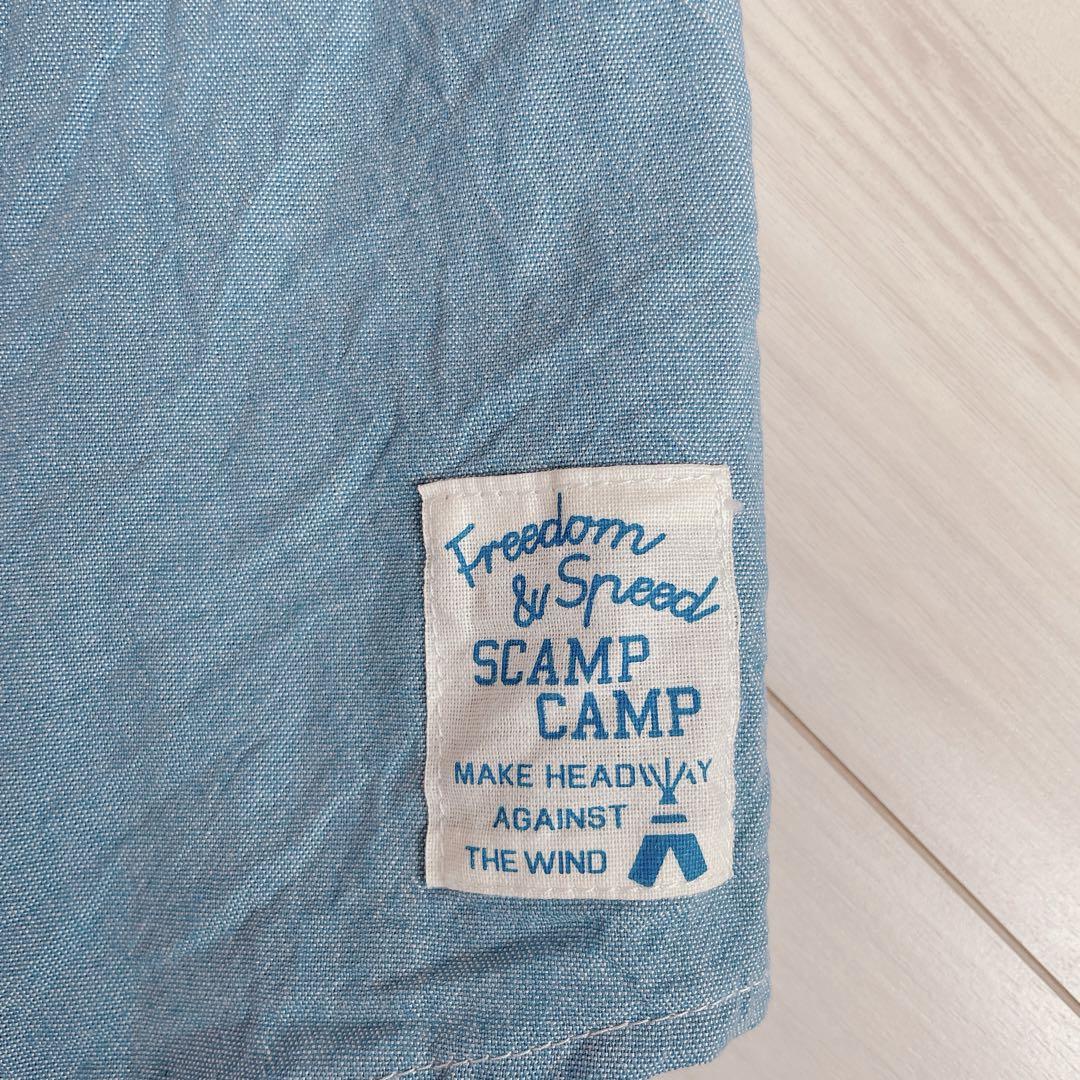 Freedom
& Speed
SCAMP
CAMP
MAKE HEADWAY
AGAINST
THE WIND